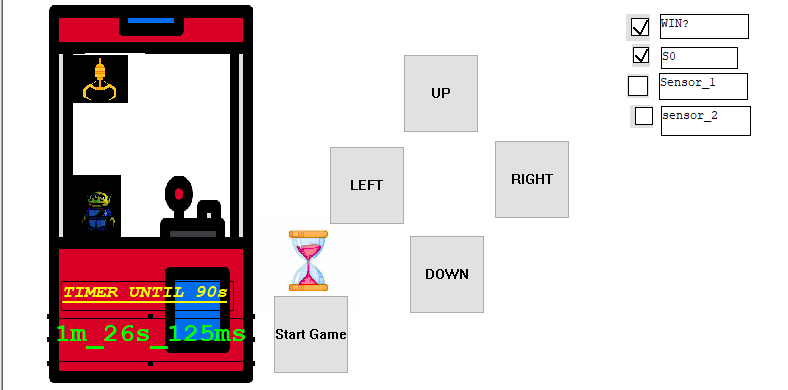 WIN?
S0
Sensor_1
sensor_2
UP
LEFT
RIGHT
DOWN
TIMER UNTIL 90s
1m_26s_125ms
Start Game